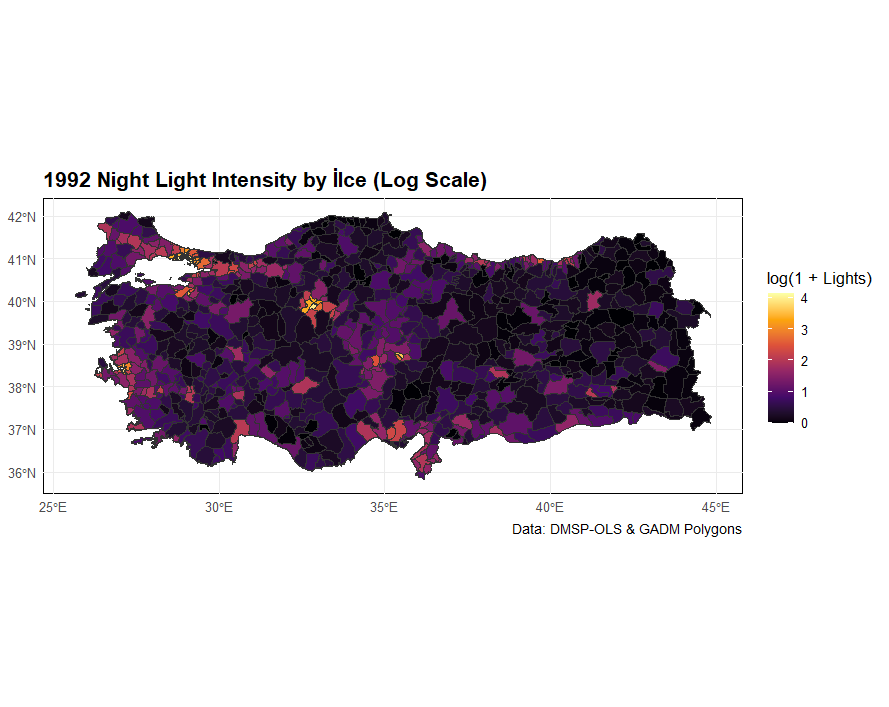 1992 Night Light Intensity by İlce (Log Scale)
42°N
41°N
40°N
39°N
38°N
37°N
36°N
25°E
30°E
35°E
40°E
45°E
log(1 + Lights)
4
3
2
1
0
Data: DMSP-OLS & GADM Polygons